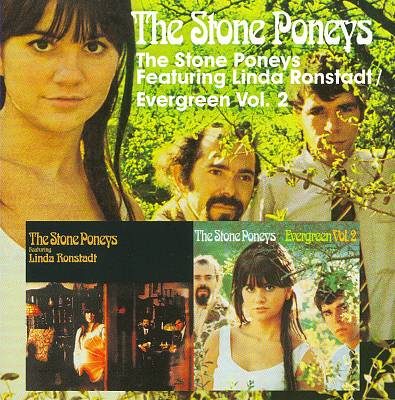 The Stone Poneys
The Stone Poneys
Featuring Linda Ronstadt /
Evergreen Vol. 2
The Stone Poneys
Featuring
Linda Ronstadt
The Stone Poneys Evergreen Vol. 2